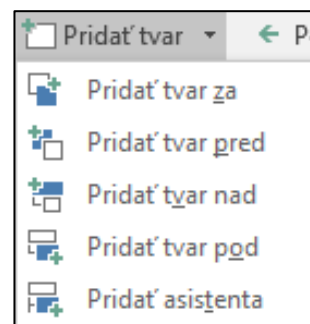 Pridať tvar P
Pridať tvar za
Pridať tvar pred
Pridať tvar nad
Pridať tvar pod
Pridať asistenta